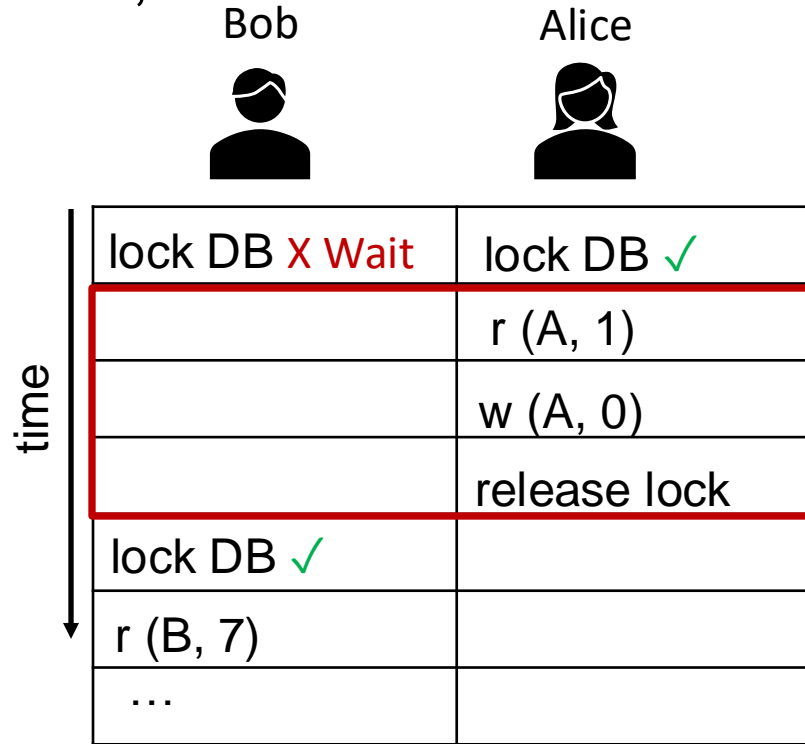 Bob Alice
lock DB X Wait lock DB ✓
r (A, 1)
w (A, 0)
release lock
lock DB ✓
r (B, 7)
…
time